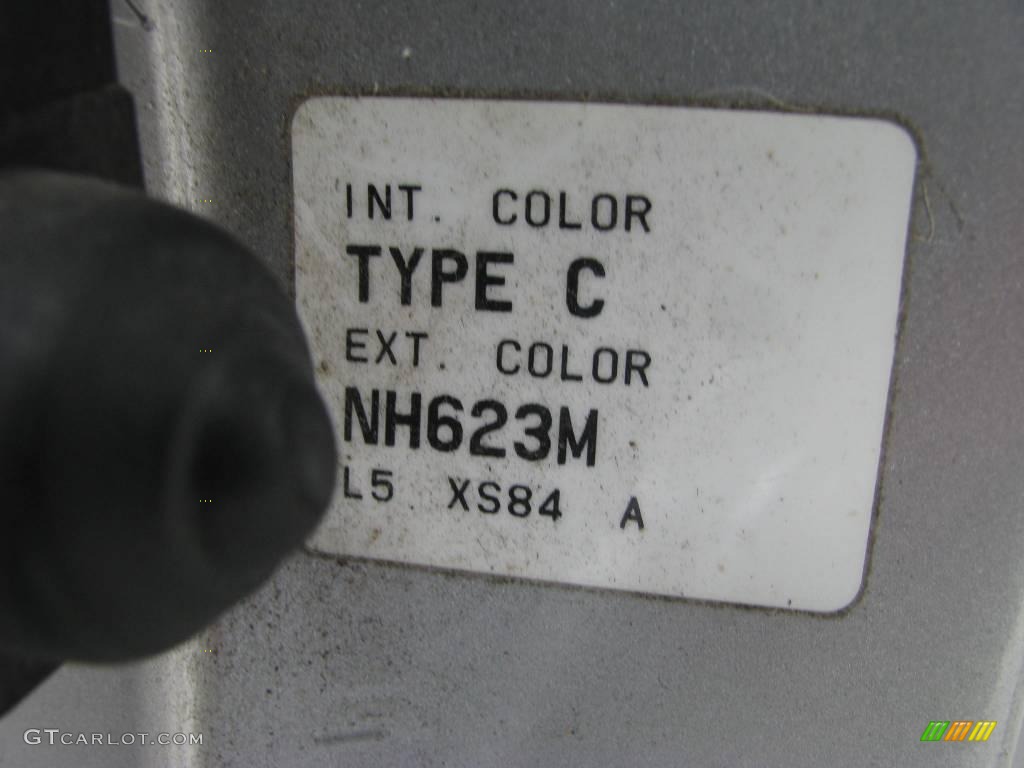 INT. COLOR
TYPE C
EXT. COLOR
NH623M
L5 XS84 A
GTCARLOT.COM